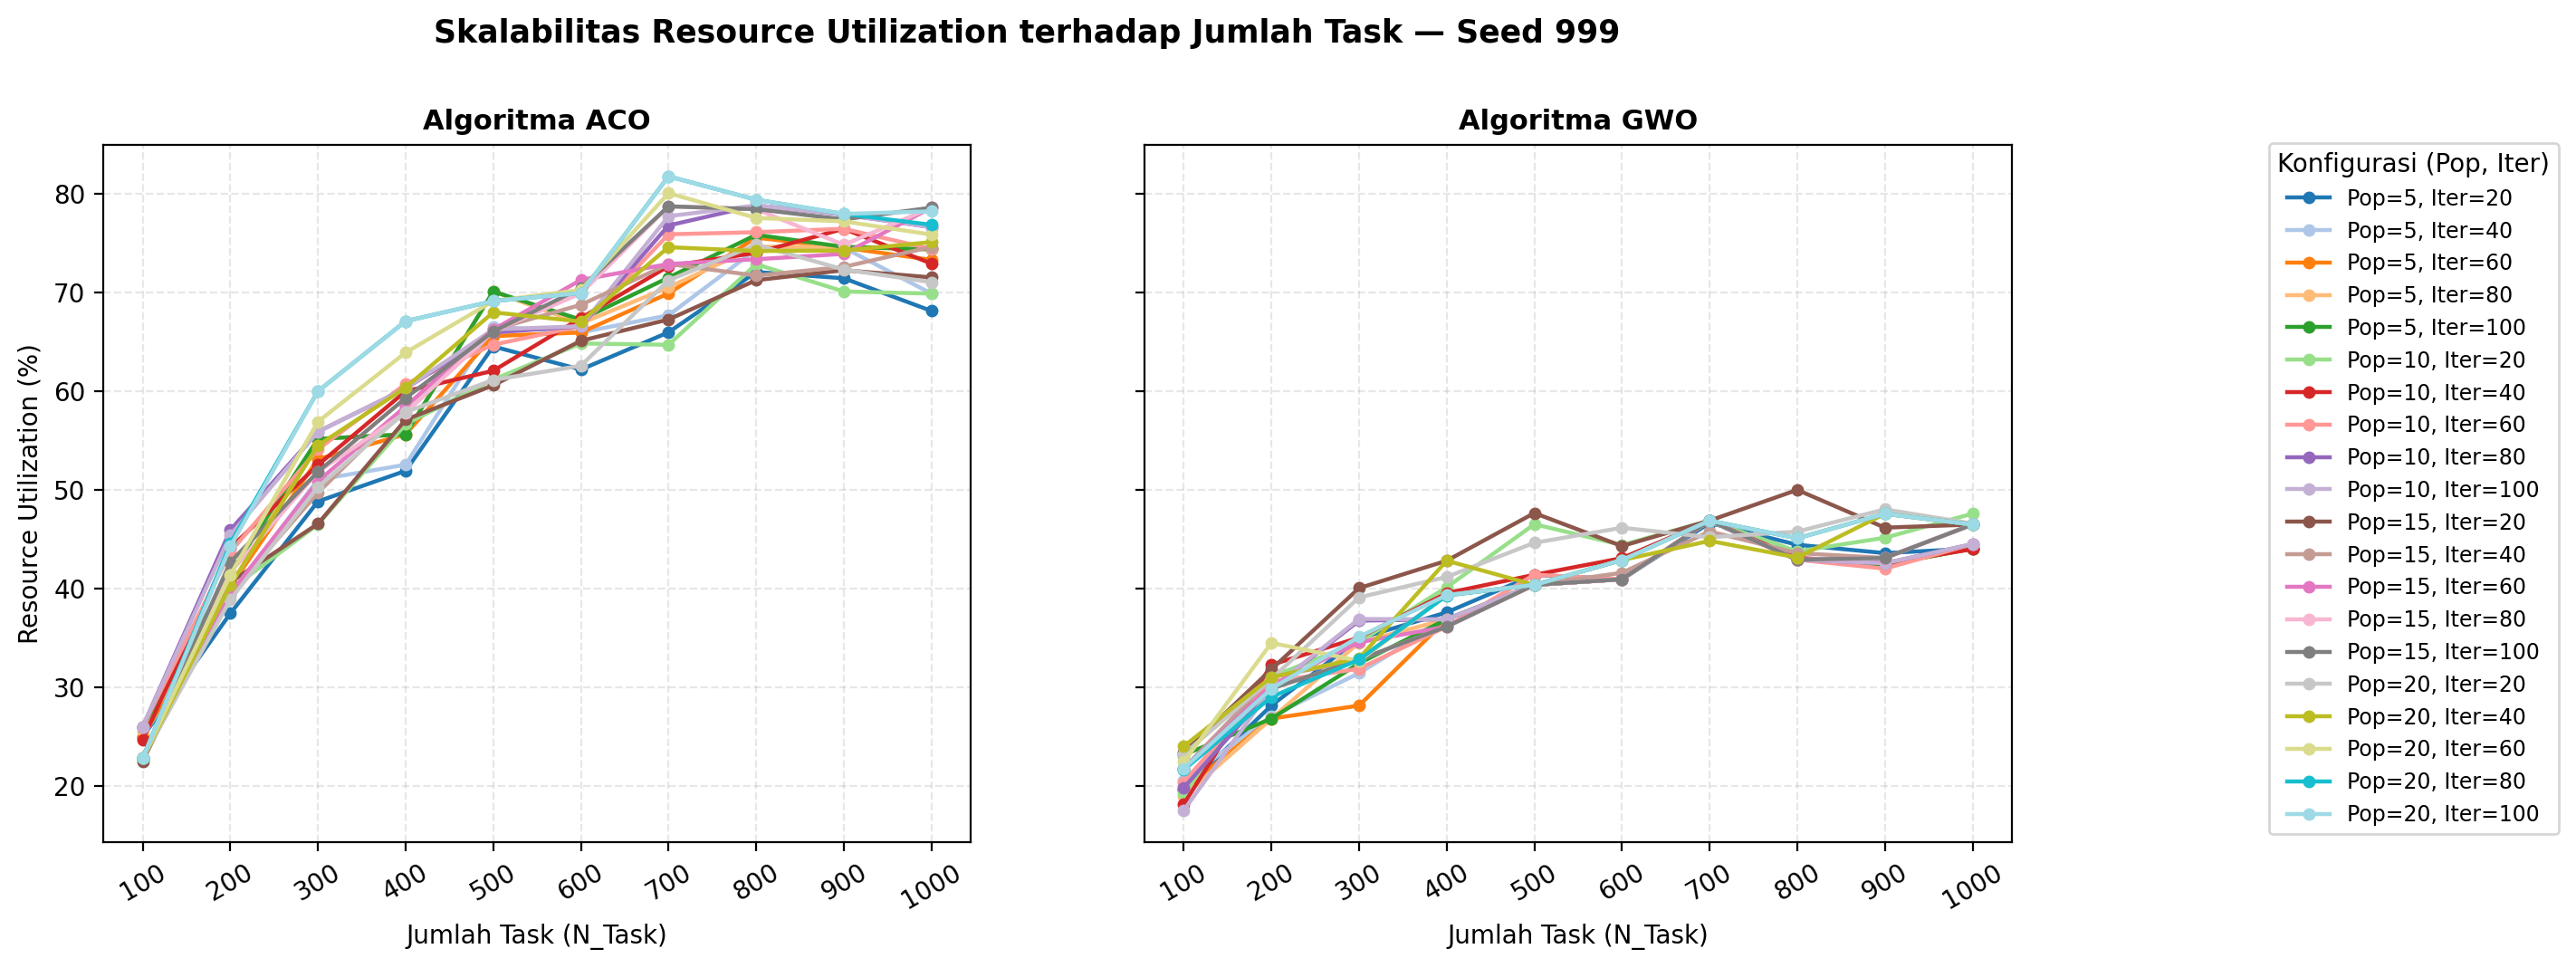 Skalabilitas Resource Utilization terhadap Jumlah Task — Seed 999
Algoritma ACO
Resource Utilization (%)
80
70
60
50
40
30
20
100 200 300 400 500 600 700 800 900 1000
Jumlah Task (N_Task)
Algoritma GWO
100 200 300 400 500 600 700 800 900 1000
Jumlah Task (N_Task)
Konfigurasi (Pop, Iter)
Pop=5, Iter=20
Pop=5, Iter=40
Pop=5, Iter=60
Pop=5, Iter=80
Pop=5, Iter=100
Pop=10, Iter=20
Pop=10, Iter=40
Pop=10, Iter=60
Pop=10, Iter=80
Pop=10, Iter=100
Pop=15, Iter=20
Pop=15, Iter=40
Pop=15, Iter=60
Pop=15, Iter=80
Pop=15, Iter=100
Pop=20, Iter=20
Pop=20, Iter=40
Pop=20, Iter=60
Pop=20, Iter=80
Pop=20, Iter=100